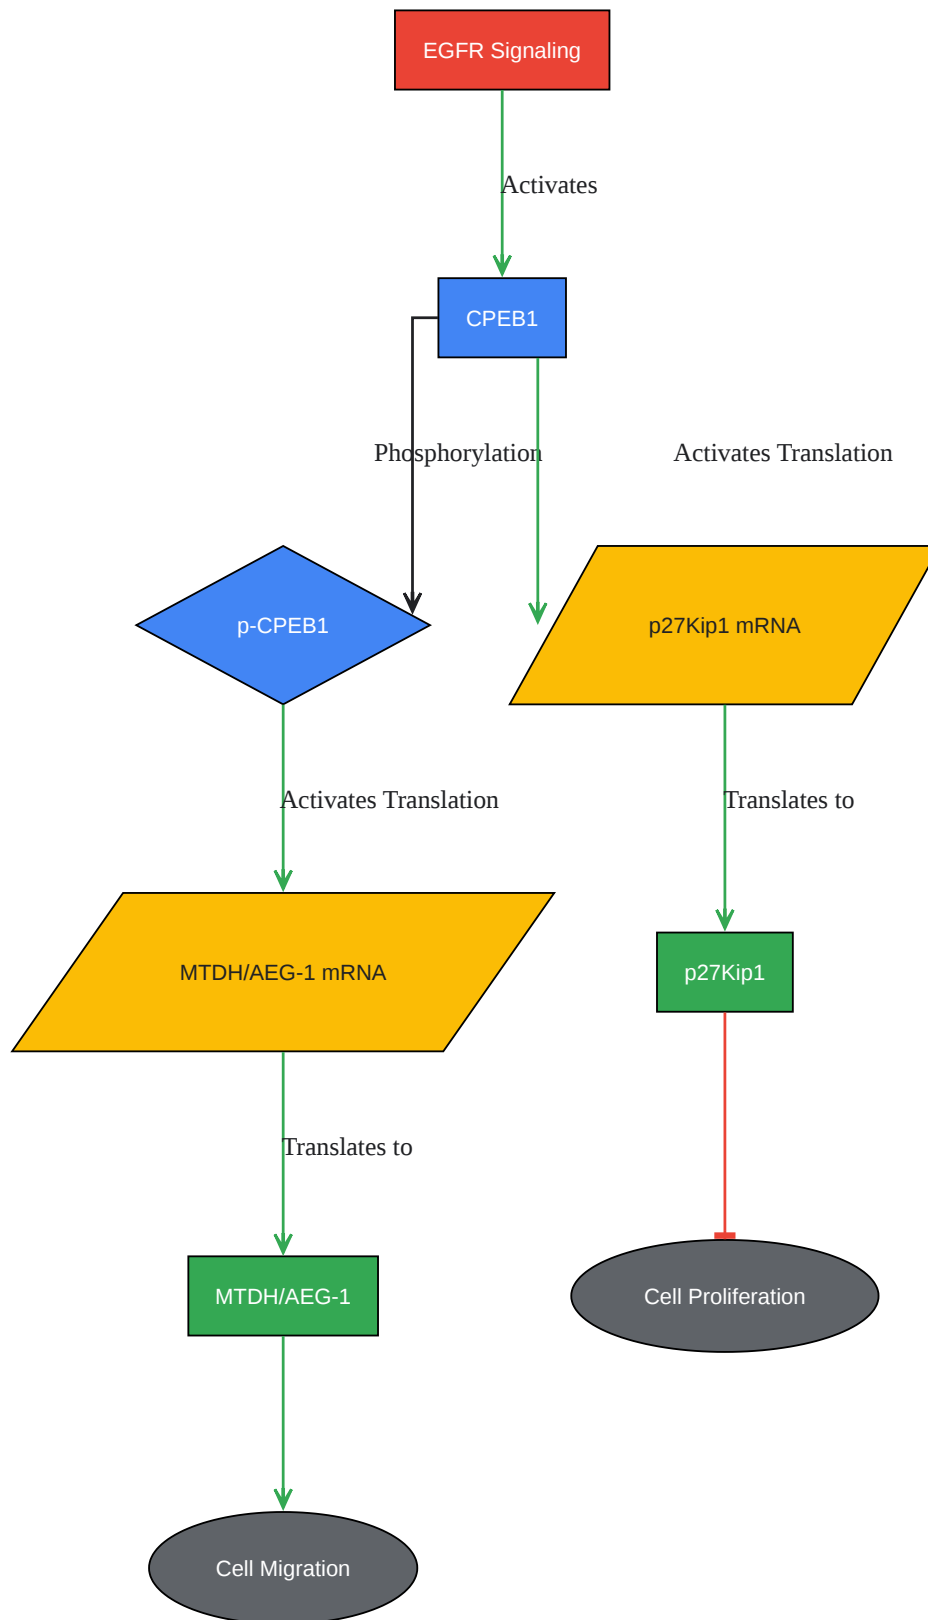 EGFR Signaling
Activates
CPEB1
Phosphorylation
Activates Translation
p-CPEB1
p27Kip1 mRNA
Activates Translation
Translates to
MTDH/AEG-1 mRNA
p27Kip1
Translates to
MTDH/AEG-1
Cell Proliferation
Cell Migration